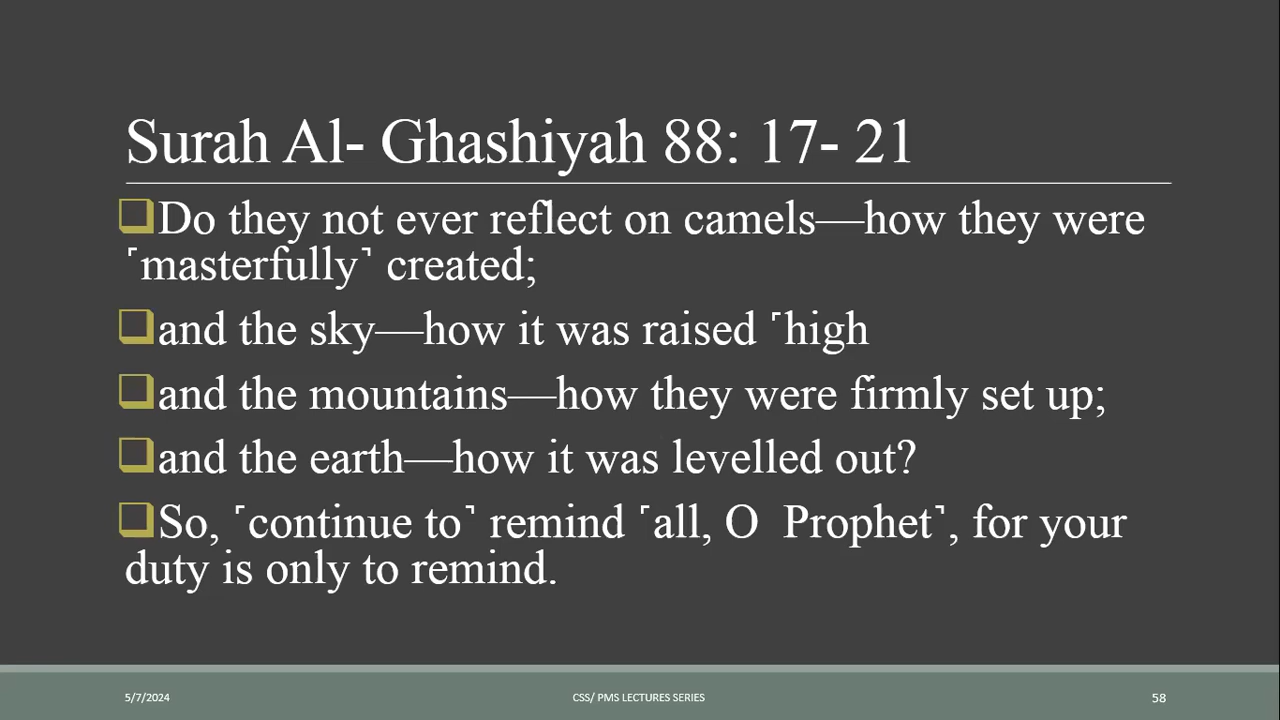 Surah Al- Ghashiyah 88: 17- 21
❑Do they not ever reflect on camels—how they were
˹masterfully˺ created;
❑and the sky—how it was raised ˹high
❑and the mountains—how they were firmly set up;
❑and the earth—how it was levelled out?
❑So, ˹continue to˺ remind ˹all, O  Prophet˺, for your
duty is only to remind.
5/7/2024
CSS/ PMS LECTURES SERIES
58